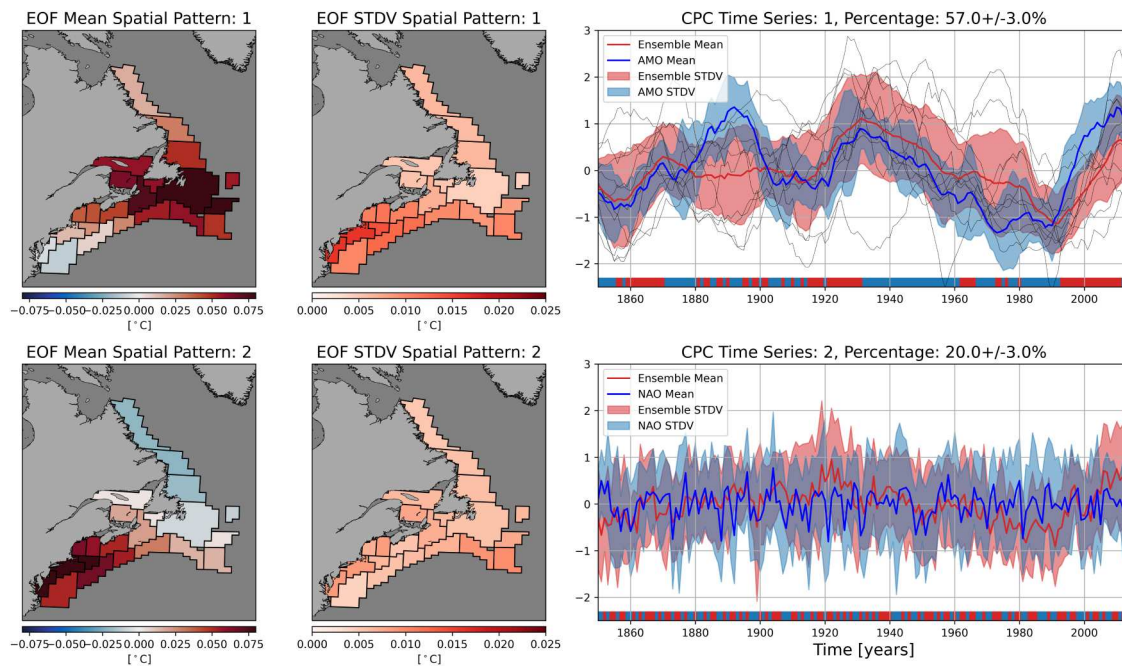 EOF Mean Spatial Pattern: 1
−0.075 −0.050 −0.025 0.000 0.025 0.050 0.075
[°C]
EOF STDV Spatial Pattern: 1
0.000 0.005 0.010 0.015 0.020 0.025
[°C]
CPC Time Series: 1, Percentage: 57.0+/-3.0%
Ensemble Mean
AMO Mean
Ensemble STDV
AMO STDV
3
2
1
0
−1
−2
1860 1880 1900 1920 1940 1960 1980 2000
EOF Mean Spatial Pattern: 2
−0.075 −0.050 −0.025 0.000 0.025 0.050 0.075
[°C]
EOF STDV Spatial Pattern: 2
0.000 0.005 0.010 0.015 0.020 0.025
[°C]
CPC Time Series: 2, Percentage: 20.0+/-3.0%
Ensemble Mean
NAO Mean
Ensemble STDV
NAO STDV
3
2
1
0
−1
−2
1860 1880 1900 1920 1940 1960 1980 2000
Time [years]